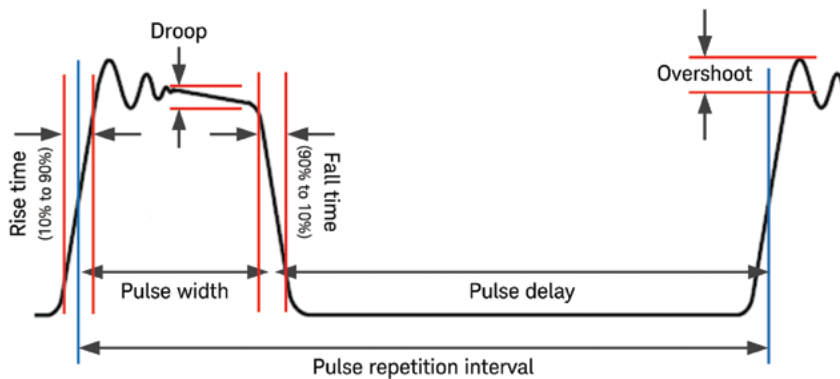 Droop
Overshoot
Rise time
(10% to 90%)
Fall time
(90% to 10%)
Pulse width
Pulse delay
Pulse repetition interval